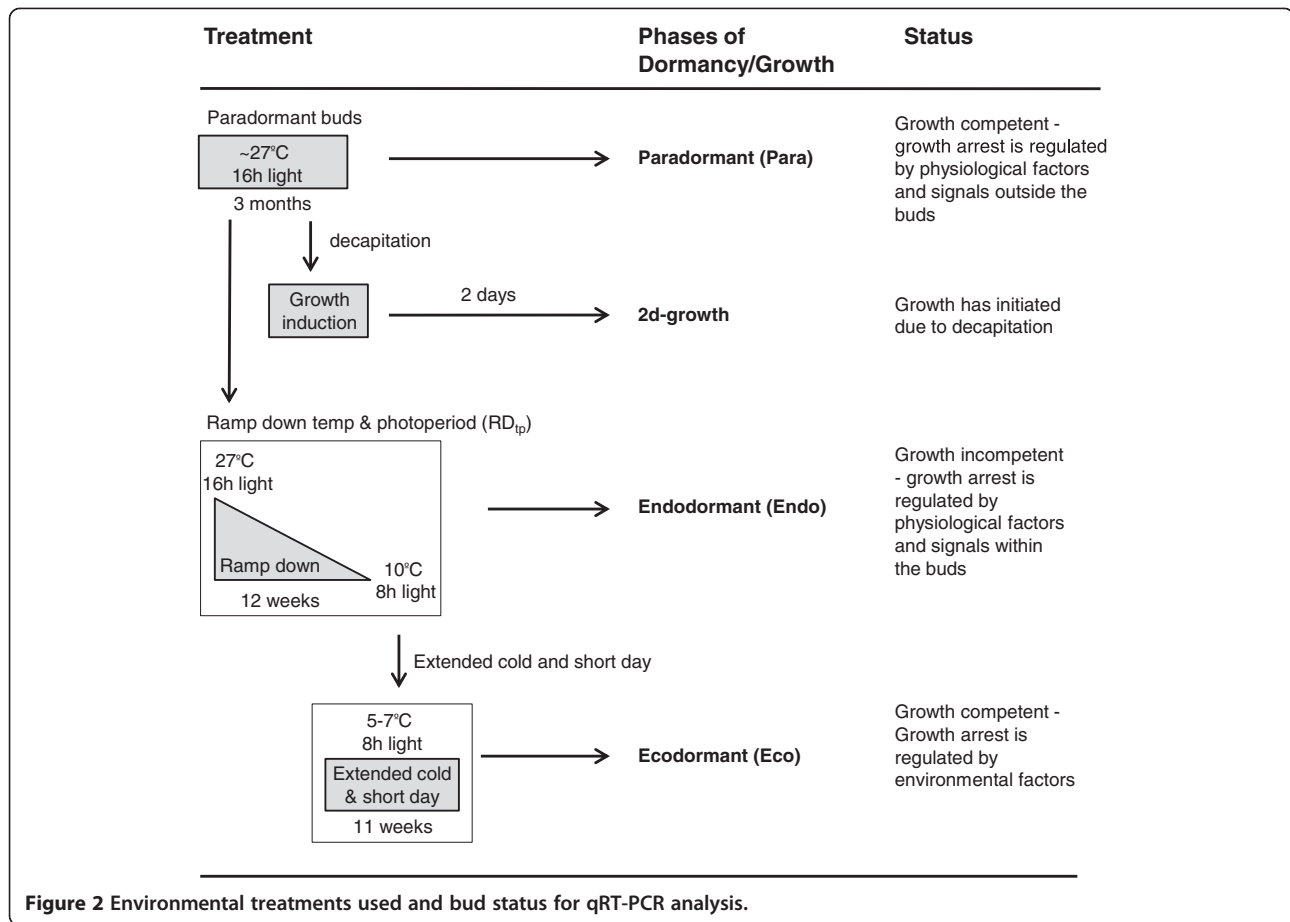 Treatment
Phases of
Dormancy/Growth
Status
Paradormant buds
~27°C
16h light
3 months
Paradormant (Para)
Growth competent -
growth arrest is regulated
by physiological factors
and signals outside the
buds
decapitation
Growth
induction
2 days
2d-growth
Growth has initiated
due to decapitation
Ramp down temp & photoperiod (RDtp)
27°C
16h light
Ramp down
10°C
8h light
12 weeks
Endodormant (Endo)
Growth incompetent
- growth arrest is
regulated by
physiological factors
and signals within
the buds
Extended cold and short day
5-7°C
8h light
Extended cold
& short day
11 weeks
Ecodormant (Eco)
Growth competent -
Growth arrest is
regulated by
environmental factors
Figure 2 Environmental treatments used and bud status for qRT-PCR analysis.